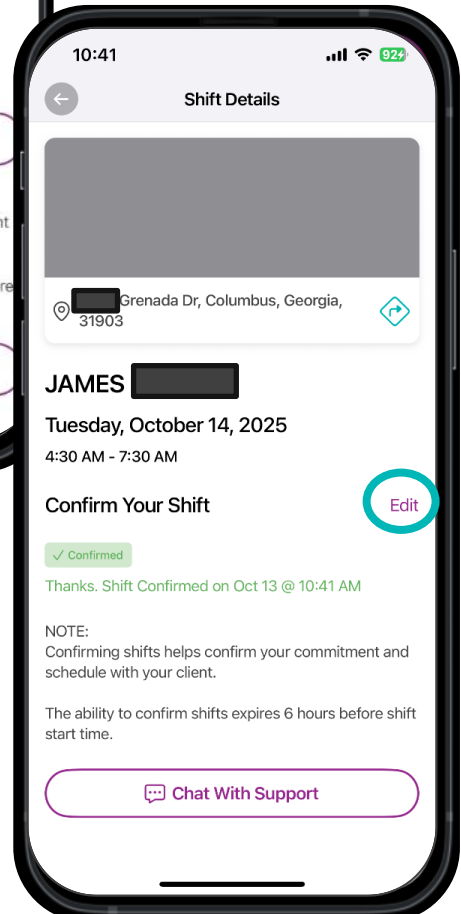 10:41
92
Shift Details
Grenada Dr, Columbus, Georgia,
31903
JAMES
Tuesday, October 14, 2025
4:30 AM - 7:30 AM
Confirm Your Shift
Edit
Confirmed
Thanks. Shift Confirmed on Oct 13 @ 10:41 AM
NOTE:
Confirming shifts helps confirm your commitment and
schedule with your client.
The ability to confirm shifts expires 6 hours before shift
start time.
Chat With Support